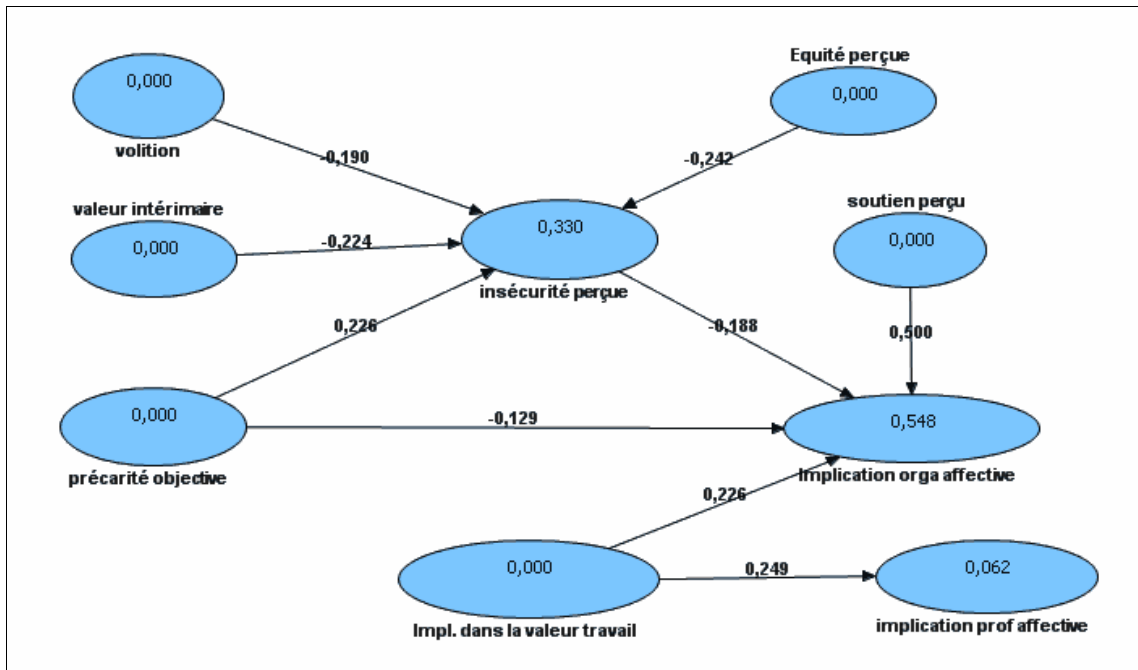 Equité perçue
0,000
0,000
volition
-0,190
-0,242
valeur intérimaire
soutien perçu
0,000
-0,224
0,330
0,000
insécurité perçue
0,226
-0,188
0,500
0,000
-0,129
0,548
précarité objective
Implication orga affective
0,226
0,000
0,249
0,062
Impl. dans la valeur travail
implication prof affective